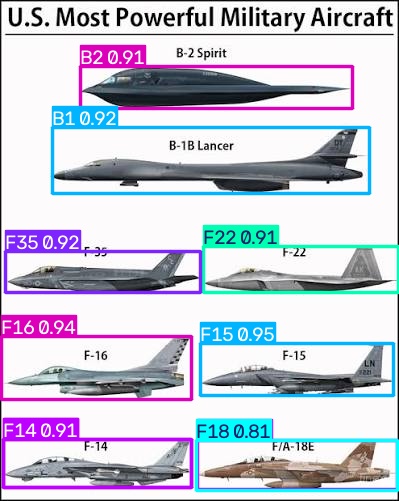 U.S. Most Powerful Military Aircraft
B-2 Spirit
B2 0.91
B1 0.92
B-1B Lancer
F35 0.92
F-35
F22 0.91
F-22
F16 0.94
F-16
F15 0.95
F-15
LN
F14 0.91
F-14
F18 0.81
F/A-18E